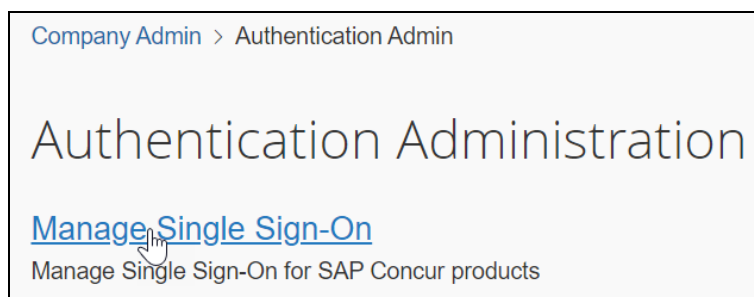 Company Admin > Authentication Admin
Authentication Administration
Manage Single Sign-On
Manage Single Sign-On for SAP Concur products